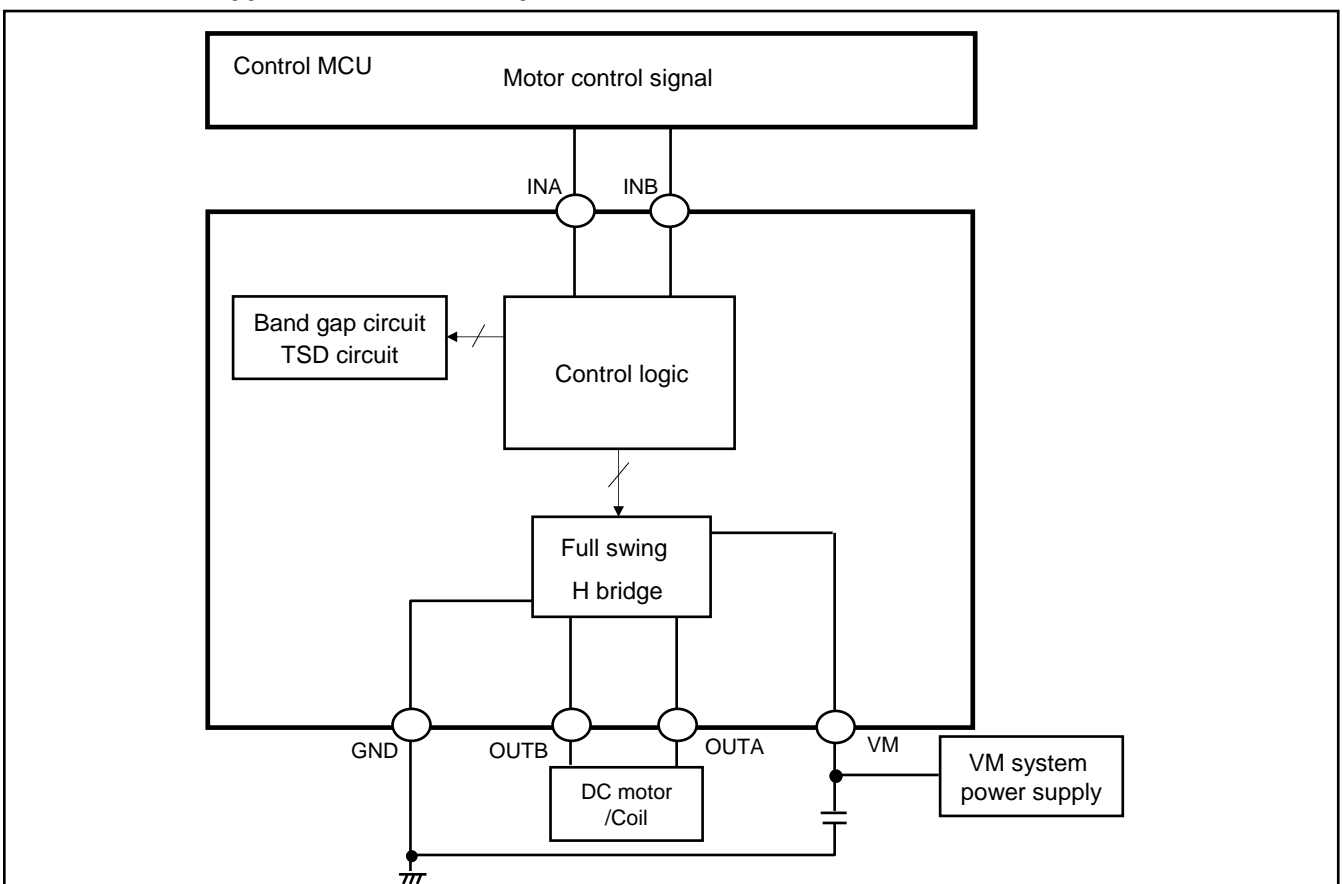 Control MCU
Motor control signal
INA
INB
Band gap circuit
TSD circuit
Control logic
Full swing
H bridge
GND
OUTB
OUTA
VM
DC motor
/Coil
VM system
power supply